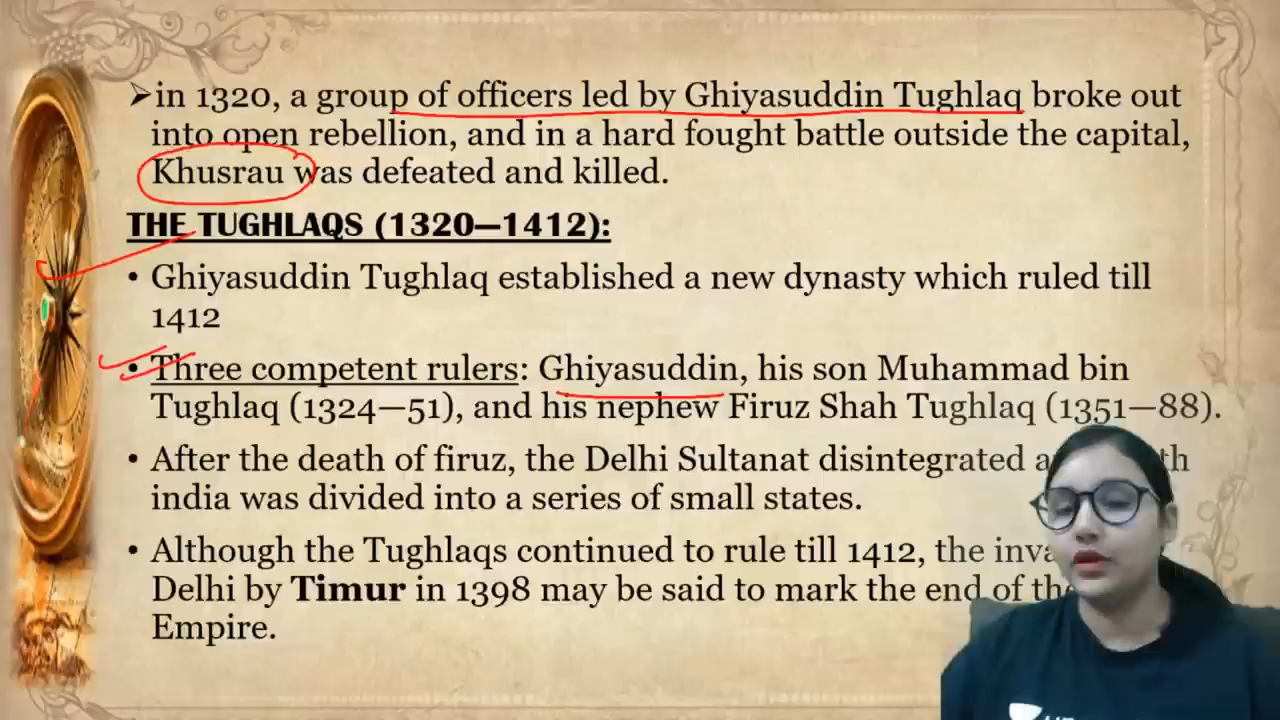 ➢in 1320, a group of officers led by Ghiyasuddin Tughlaq broke out
into open rebellion, and in a hard fought battle outside the capital,
Khusrau was defeated and killed.
THE TUGHLAQS (1320—1412):
• Ghiyasuddin Tughlaq established a new dynasty which ruled till
1412
• Three competent rulers: Ghiyasuddin, his son Muhammad bin
Tughlaq (1324—51), and his nephew Firuz Shah Tughlaq (1351—88).
• After the death of firuz, the Delhi Sultanat disintegrated
india was divided into a series of small states.
• Although the Tughlaqs continued to rule till 1412, the
Delhi by Timur in 1398 may be said to mark the end of
Empire.